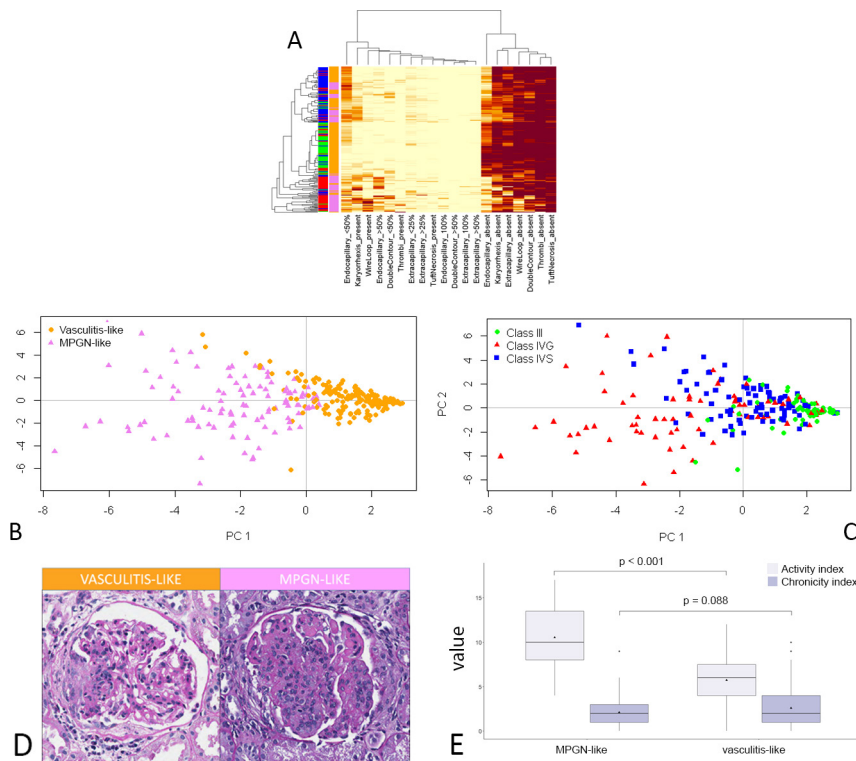 A
Endocapillary_<50%
Karyorrhexis_present
WireLoop_present
Endocapillary_>50%
DoubleContour_<50%
Thrombi_present
Extracapillary_<25%
Extracapillary_>25%
TuftNecrosis_present
Endocapillary_100%
DoubleContour_>50%
Extracapillary_100%
Extracapillary_>50%
Endocapillary_absent
Karyorrhexis_absent
Extracapillary_absent
WireLoop_absent
DoubleContour_absent
Thrombi_absent
TuftNecrosis_absent
Vasculitis-like
MPGN-like
6
4
2
0
-2
-4
-6
-8
-6
-4
-2
0
2
PC 1
B
Class III
Class IVG
Class IVS
PC 2
6
4
2
0
-2
-4
-6
-8
-6
-4
-2
0
2
PC 1
C
VASCULITIS-LIKE
MPGN-LIKE
D
Activity index
Chronicity index
p < 0.001
p = 0.088
value
15
10
5
0
MPGN-like
vasculitis-like
E